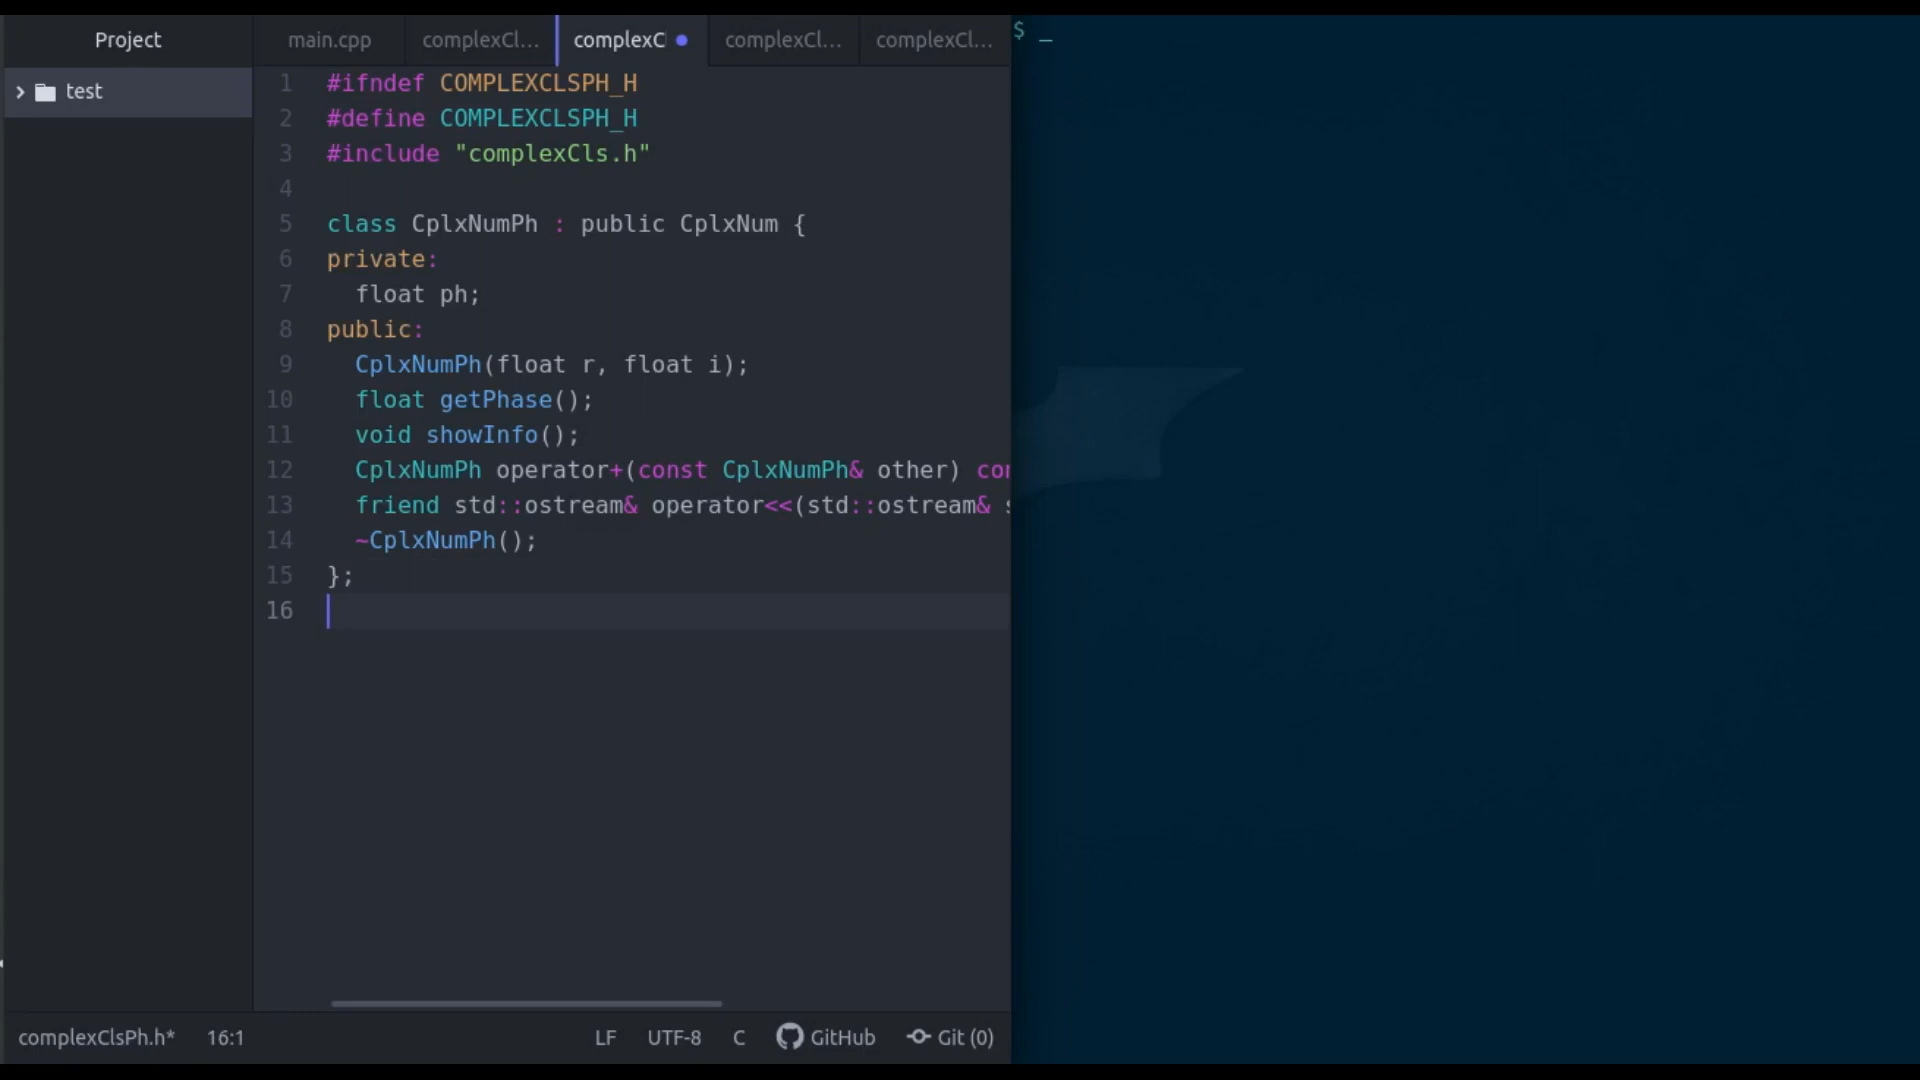 Project
test
main.cpp
complexCl...
complexC
complexCl...
complexCl...
1 #ifndef COMPLEXCLSPH_H
2 #define COMPLEXCLSPH_H
3 #include "complexCls.h"
4
5 class CplxNumPh : public CplxNum {
6 private:
7 float ph;
8 public:
9 CplxNumPh(float r, float i);
10 float getPhase();
11 void showInfo();
12 CplxNumPh operator+(const CplxNumPh& other)
13 friend std::ostream& operator<<(std::ostream&
14 ~CplxNumPh();
15 };
16
complexClsPh.h* 16:1 LF UTF-8 C GitHub Git (0)
$ _